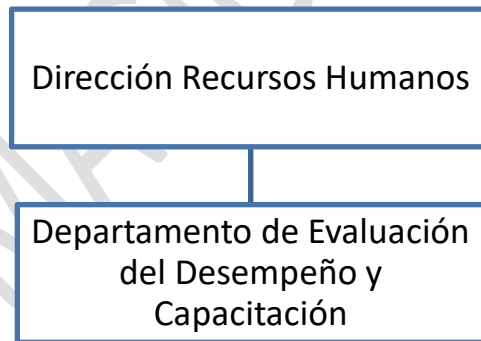 Dirección Recursos Humanos
Departamento de Evaluación
del Desempeño y
Capacitación